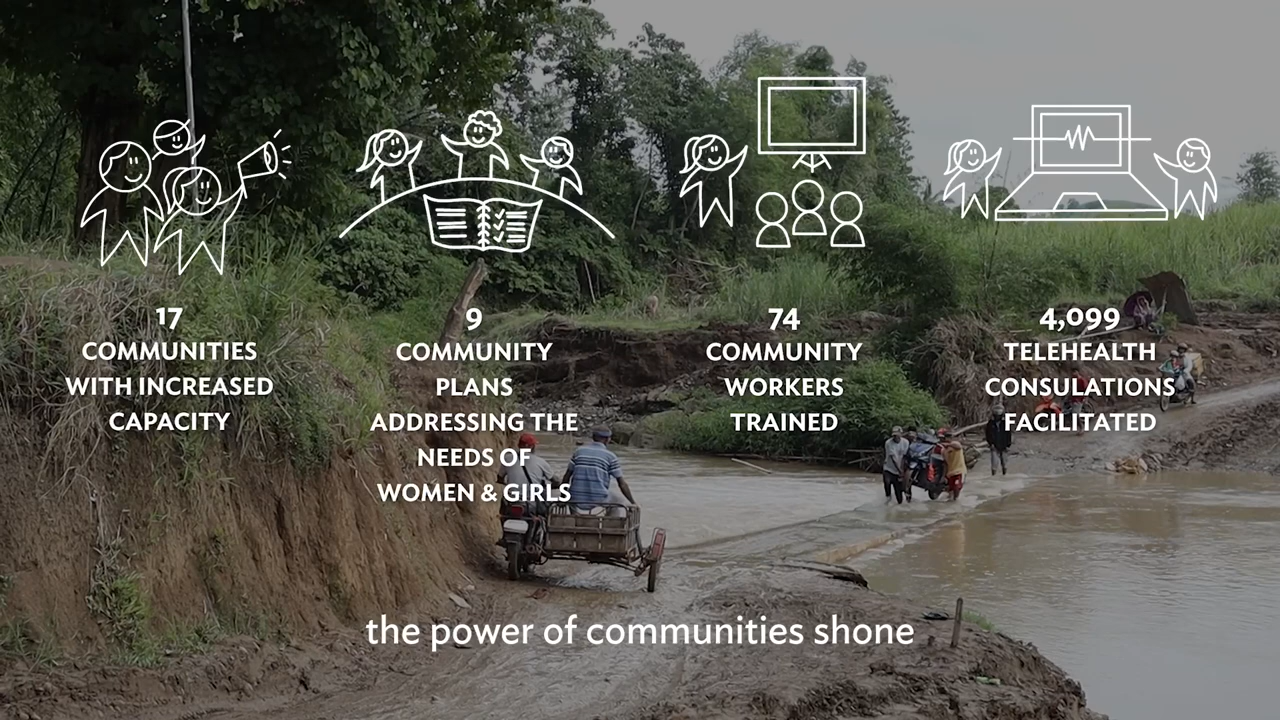 17
COMMUNITIES
WITH INCREASED
CAPACITY
9
COMMUNITY
PLANS
ADDRESSING THE
NEEDS OF
WOMEN & GIRLS
74
COMMUNITY
WORKERS
TRAINED
4,099
TELEHEALTH
CONSULATIONS
FACILITATED
the power of communities shone